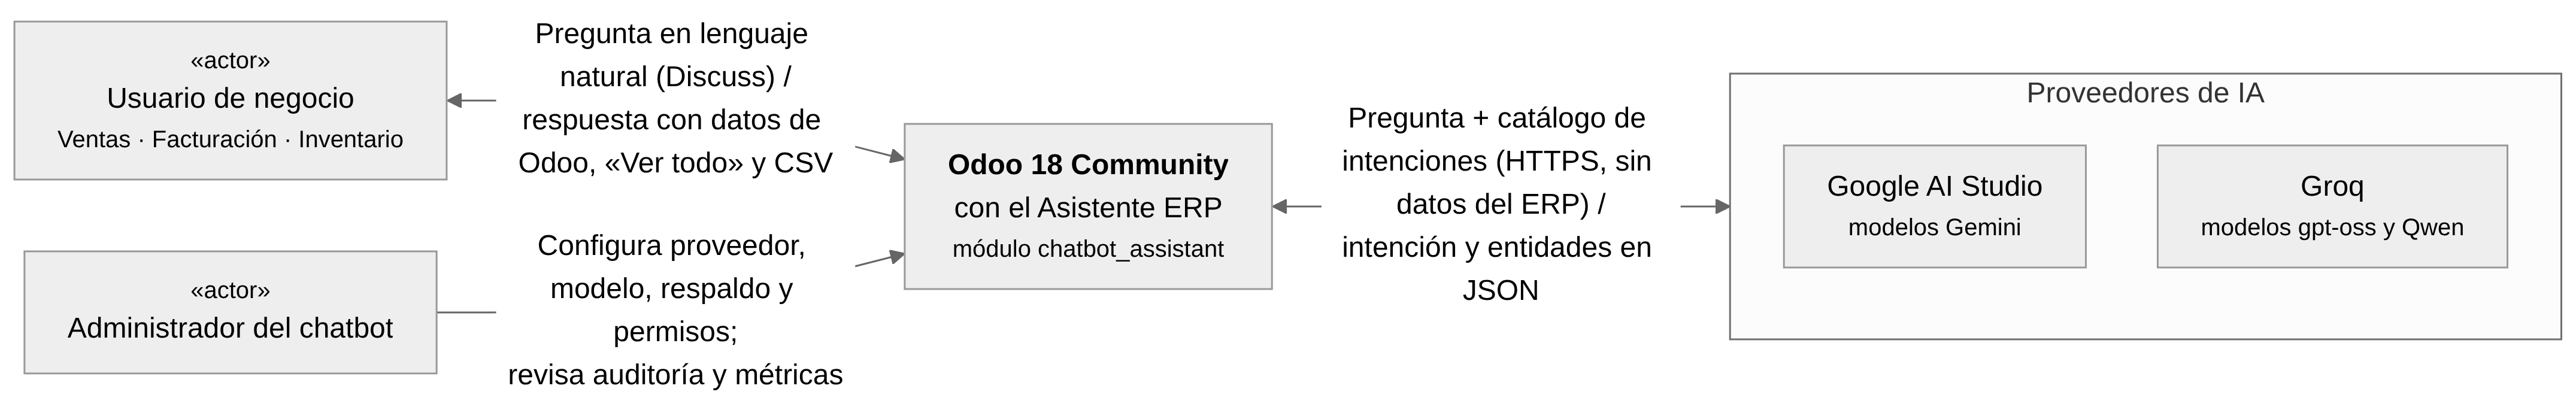 «actor»
Usuario de negocio
Ventas · Facturación · Inventario
Pregunta en lenguaje
natural (Discuss) /
respuesta con datos de
Odoo, «Ver todo» y CSV
«actor»
Administrador del chatbot
Configura proveedor,
modelo, respaldo y
permisos;
revisa auditoría y métricas
Odoo 18 Community
con el Asistente ERP
módulo chatbot_assistant
Pregunta + catálogo de
intenciones (HTTPS, sin
datos del ERP) /
intención y entidades en
JSON
Proveedores de IA
Google AI Studio
modelos Gemini
Groq
modelos gpt-oss y Qwen